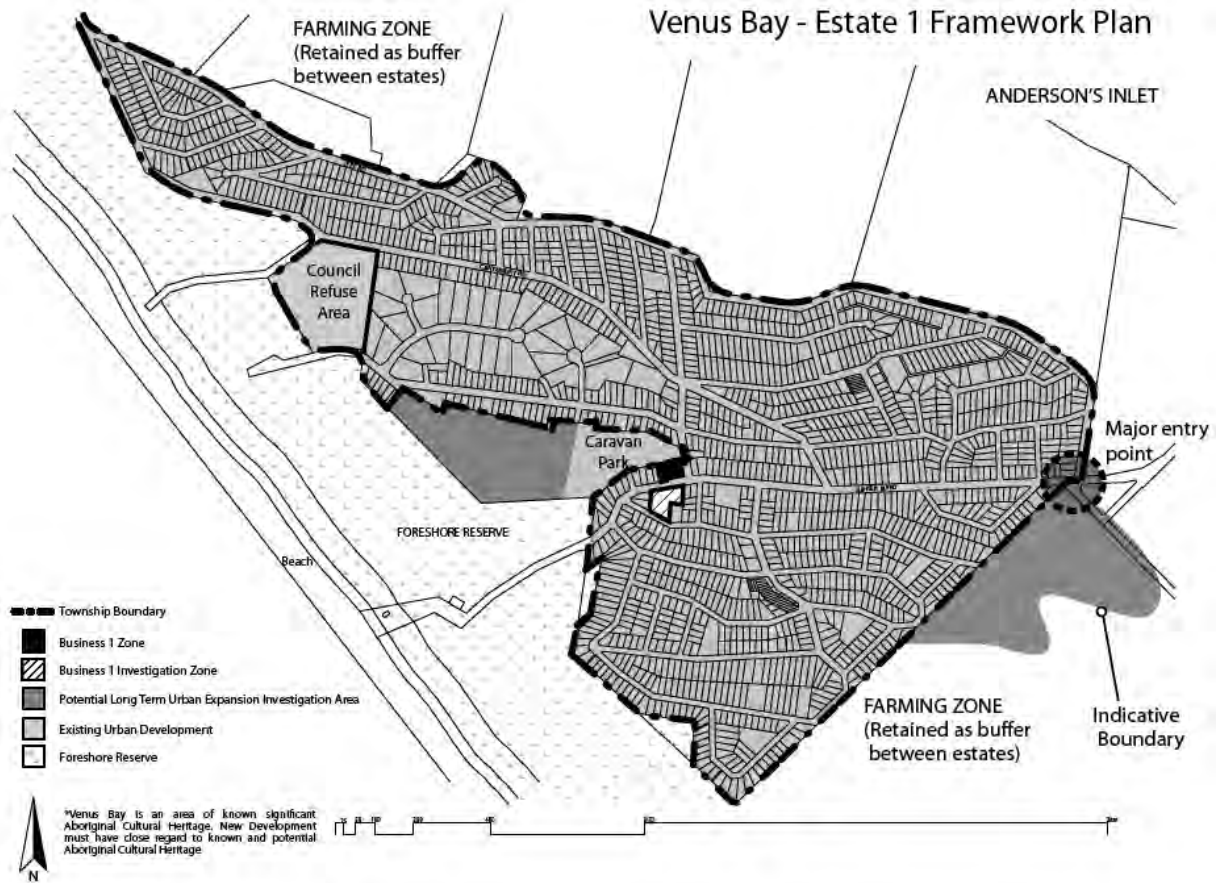 Venus Bay - Estate 1 Framework Plan
FARMING ZONE
(Retained as buffer
between estates)
ANDERSON'S INLET
Council
Refuse
Area
Caravan
Park
Major entry
point
FORESHORE RESERVE
Beach
FARMING ZONE
(Retained as buffer
between estates)
Indicative
Boundary
Township Boundary
Business 1 Zone
Business 1 Investigation Zone
Potential Long Term Urban Expansion Investigation Area
Existing Urban Development
Foreshore Reserve
*Venus Bay is an area of known significant
Aboriginal Cultural Heritage. New Development
must have close regard to known and potential
Aboriginal Cultural Heritage
N